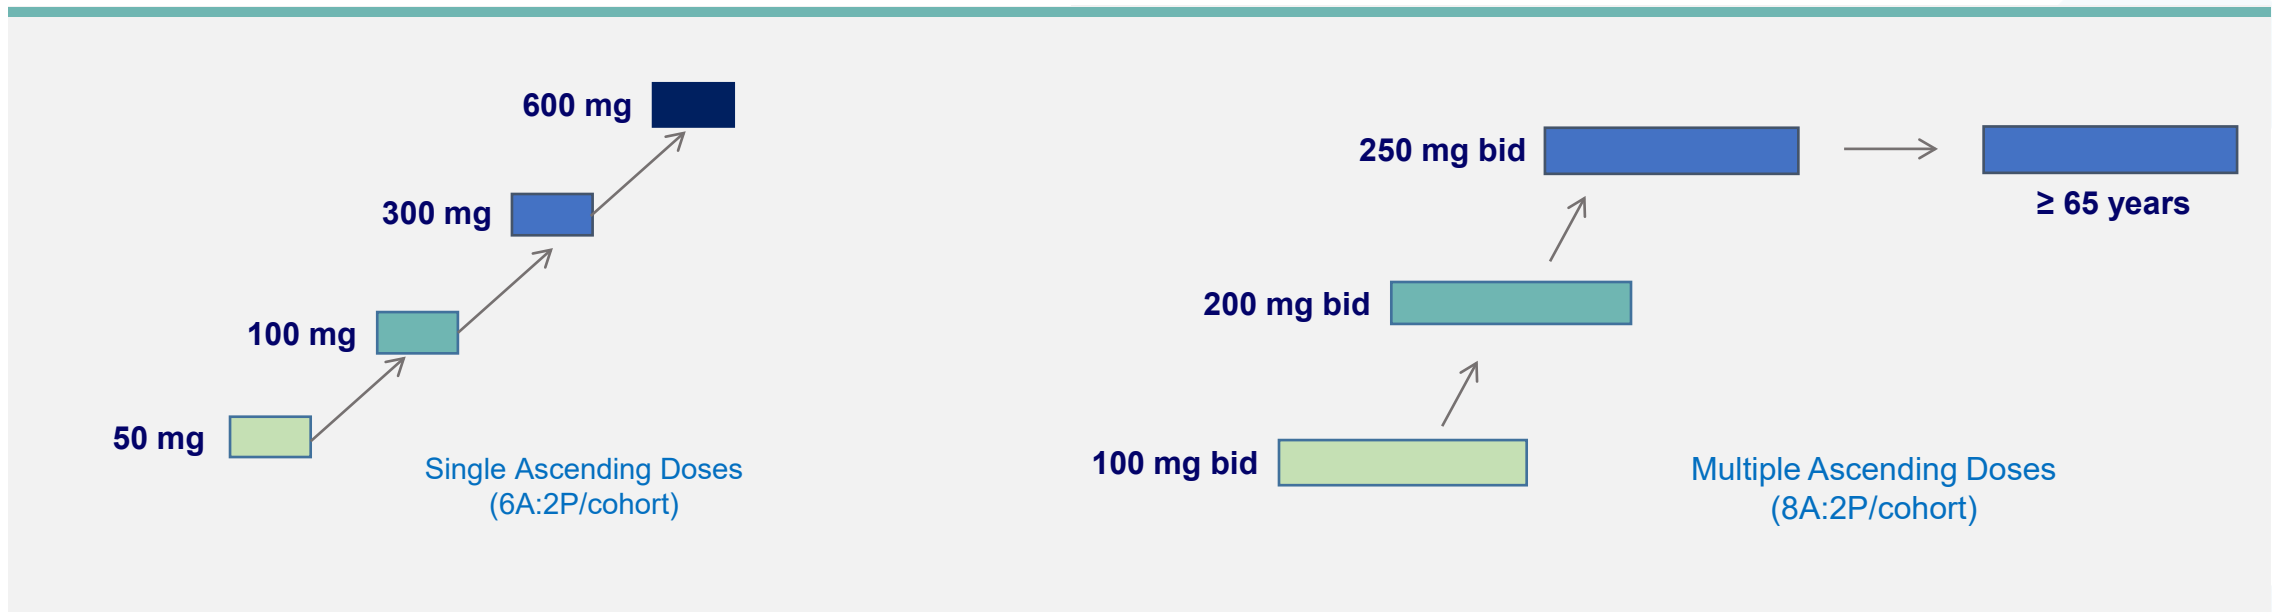 600 mg
300 mg
100 mg
50 mg
Single Ascending Doses
(6A:2P/cohort)
250 mg bid
≥ 65 years
200 mg bid
100 mg bid
Multiple Ascending Doses
(8A:2P/cohort)